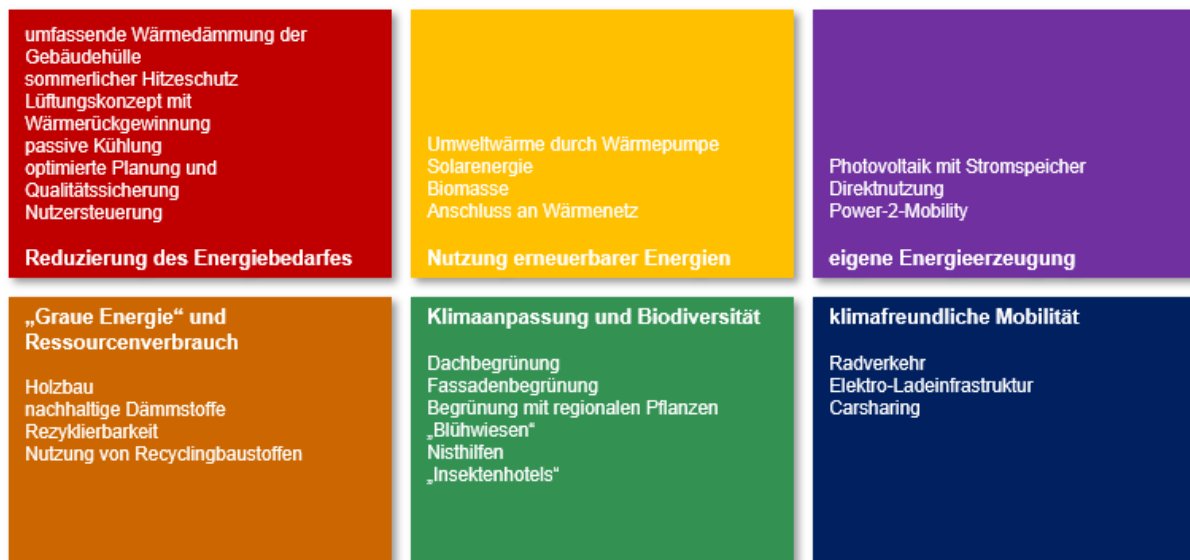 umfassende Wärmedämmung der
Gebäudehülle
sommerlicher Hitzeschutz
Lüftungskonzept mit
Wärmerückgewinnung
passive Kühlung
optimierte Planung und
Qualitätssicherung
Nutzersteuerung
Reduzierung des Energiebedarfes
Umweltwärme durch Wärmepumpe
Solarenergie
Biomasse
Anschluss an Wärmenetz
Nutzung erneuerbarer Energien
Photovoltaik mit Stromspeicher
Direktnutzung
Power-2-Mobility
eigene Energieerzeugung
„Graue Energie“ und
Ressourcenverbrauch
Holzbau
nachhaltige Dämmstoffe
Rezyklierbarkeit
Nutzung von Recyclingbaustoffen
Klimaanpassung und Biodiversität
Dachbegrünung
Fassadenbegrünung
Begrünung mit regionalen Pflanzen
„Blühwiesen“
Nisthilfen
„Insektenhotels“
klimafreundliche Mobilität
Radverkehr
Elektro-Ladeinfrastruktur
Carsharing